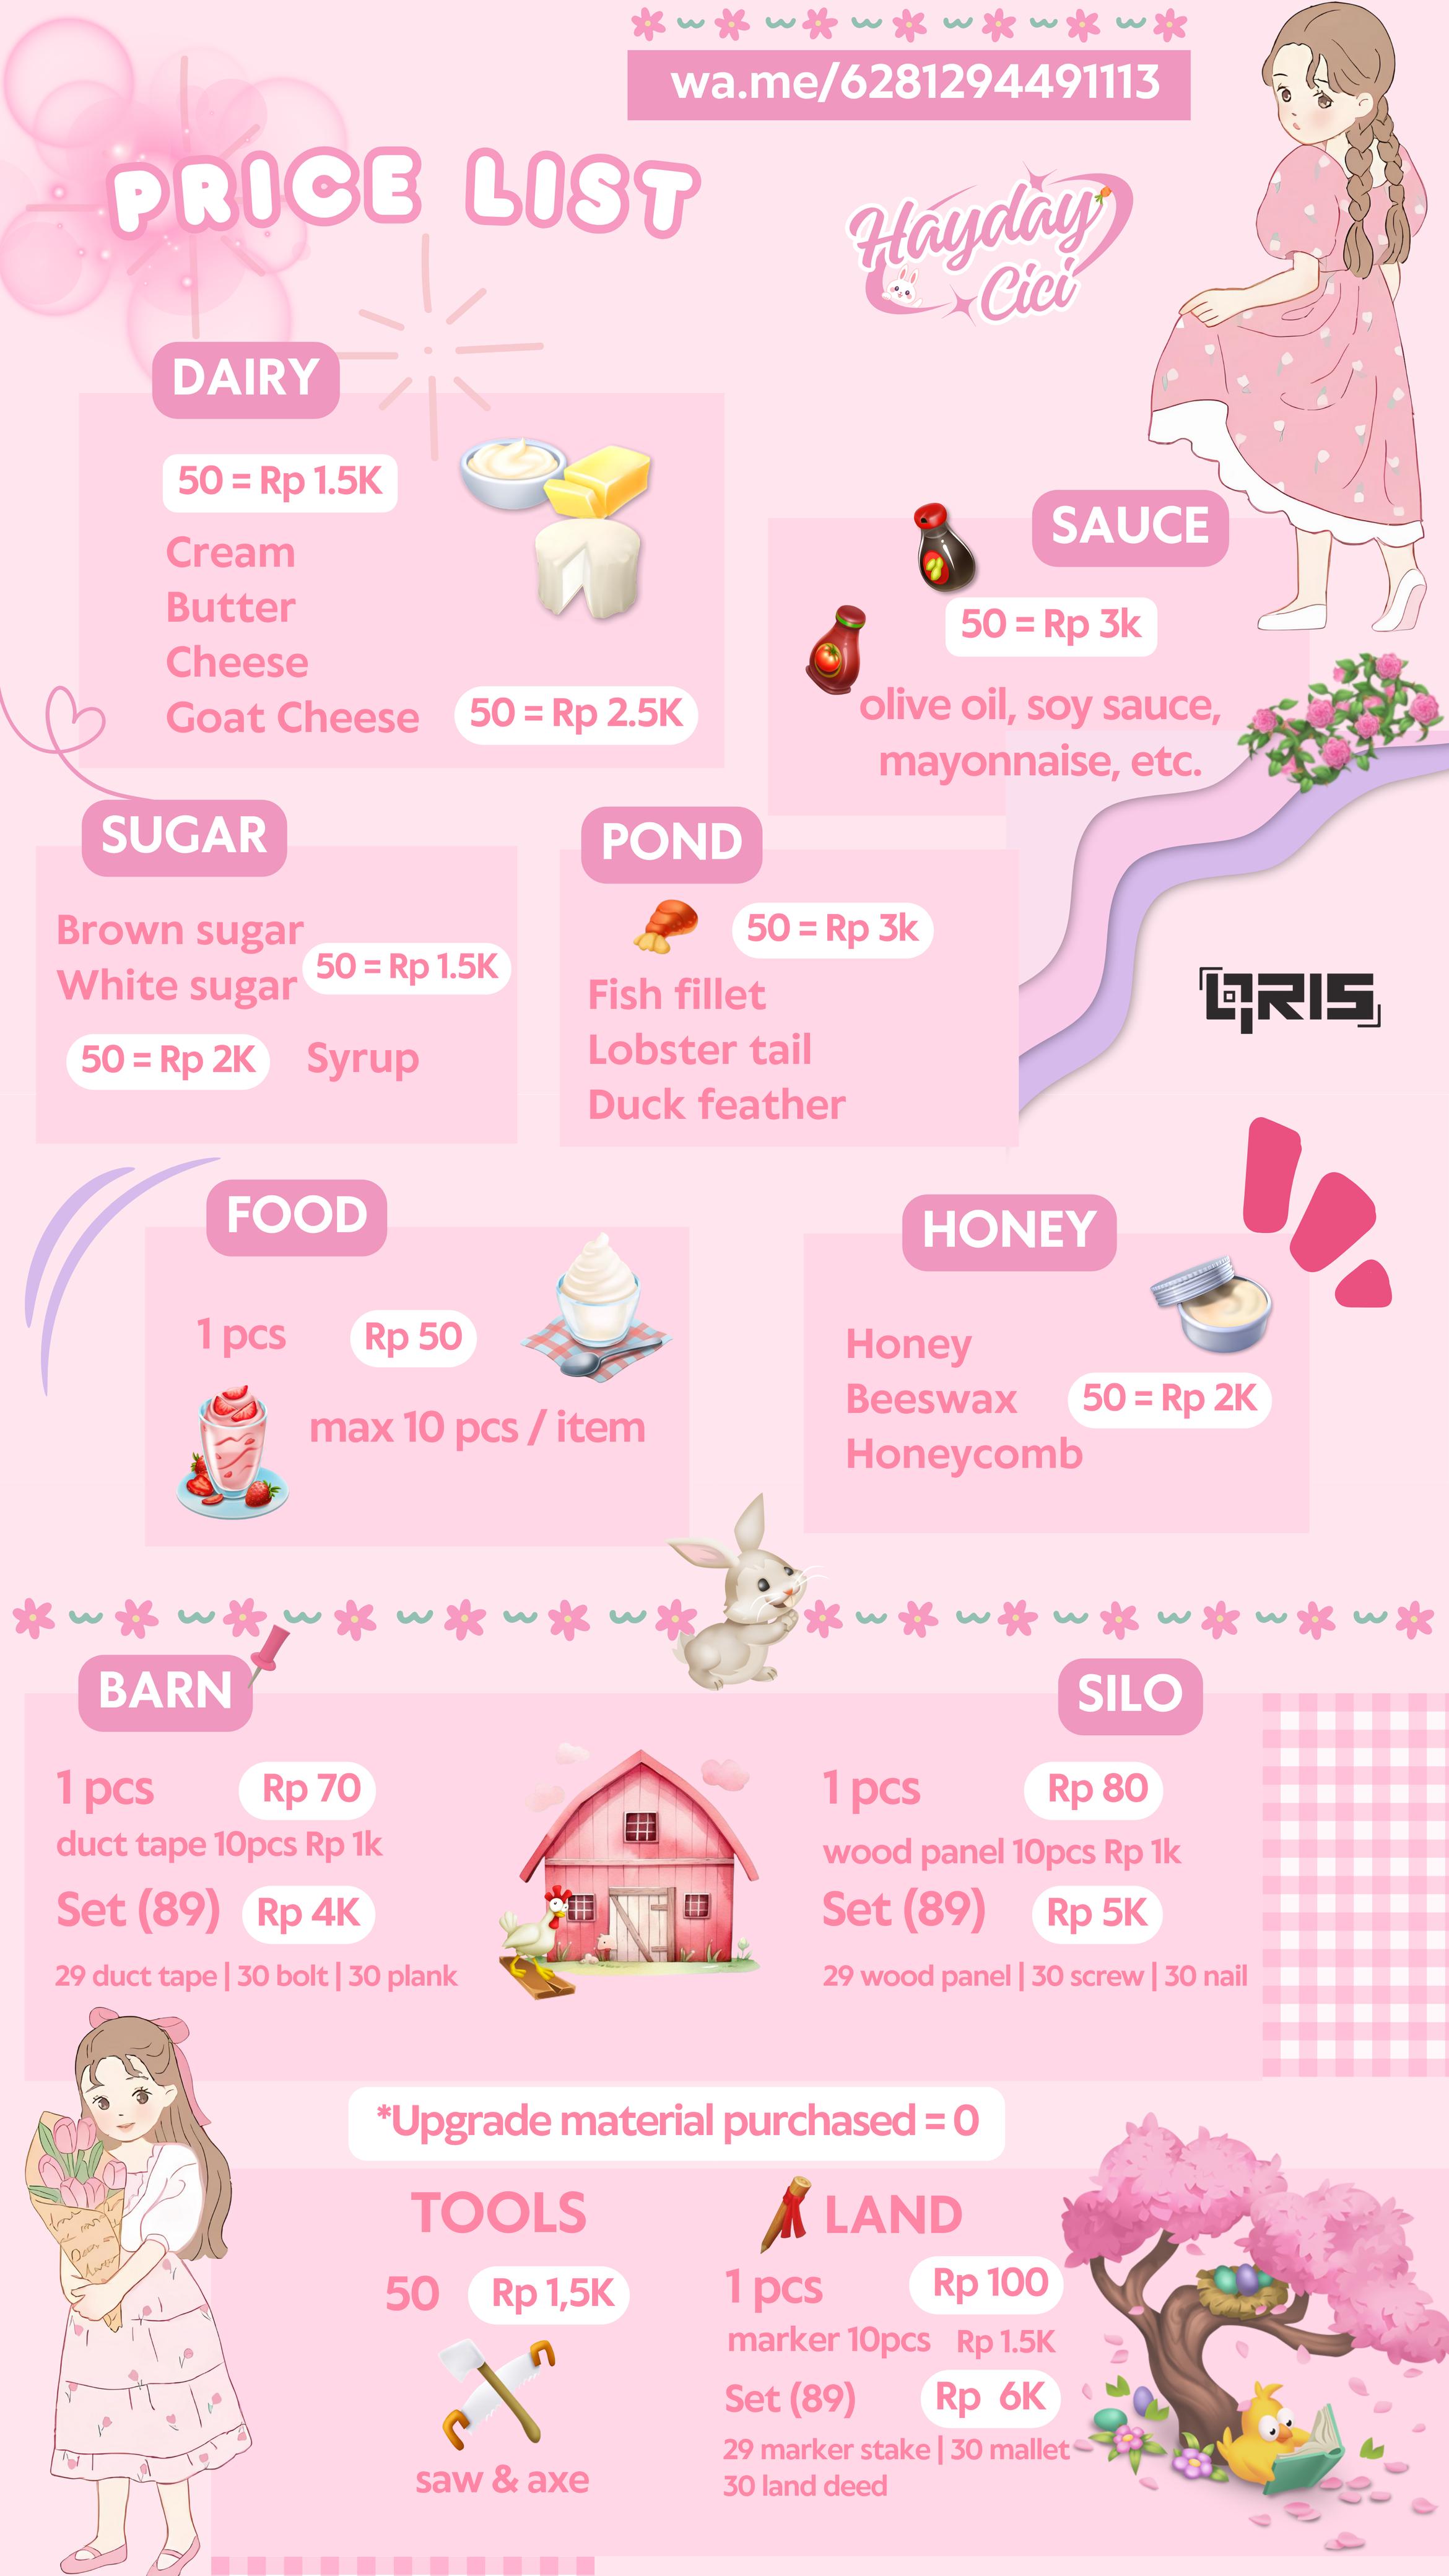 wa.me/6281294491113
PRICE LIST
Hayday
Cici
DAIRY
50 = Rp 1.5K
Cream
Butter
Cheese
Goat Cheese 50 = Rp 2.5K
SAUCE
50 = Rp 3k
olive oil, soy sauce,
mayonnaise, etc.
SUGAR
Brown sugar
White sugar
50 = Rp 1.5K
50 = Rp 2K Syrup
POND
50 = Rp 3k
Fish fillet
Lobster tail
Duck feather
QRIS
FOOD
1 pcs Rp 50
max 10 pcs / item
HONEY
Honey
Beeswax 50 = Rp 2K
Honeycomb
BARN
1 pcs Rp 70
duct tape 10pcs Rp 1k
Set (89) Rp 4K
29 duct tape | 30 bolt | 30 plank
SILO
1 pcs Rp 80
wood panel 10pcs Rp 1k
Set (89) Rp 5K
29 wood panel | 30 screw | 30 nail
*Upgrade material purchased = 0
TOOLS
50 Rp 1,5K
saw & axe
LAND
1 pcs Rp 100
marker 10pcs Rp 1.5K
Set (89) Rp 6K
29 marker stake | 30 mallet
30 land deed